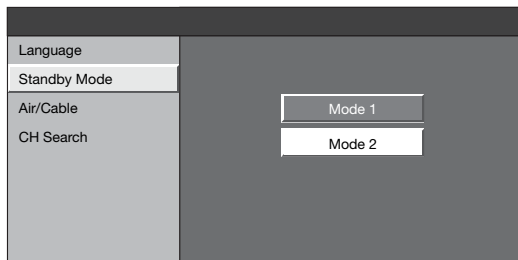 Language
Standby Mode
Air/Cable
CH Search
Mode 1
Mode 2